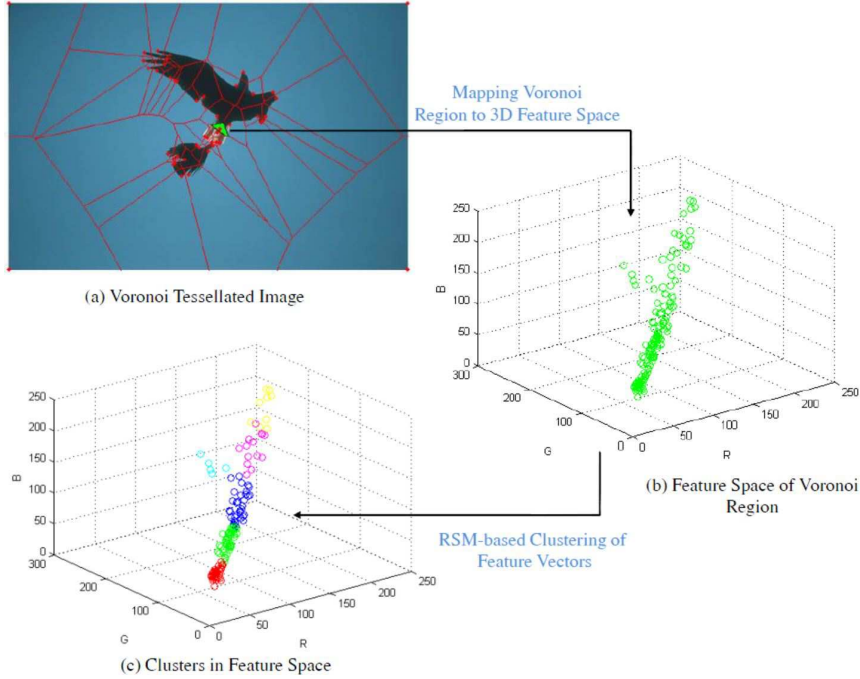 Mapping Voronoi
Region to 3D Feature Space
(a) Voronoi Tessellated Image
250
200
150
100
50
0
B
300
200
100
0
G
0
50
100
150
200
250
R
(b) Feature Space of Voronoi
Region
250
200
150
100
50
0
B
300
200
100
0
G
0
50
100
150
200
250
R
RSM-based Clustering of
Feature Vectors
(c) Clusters in Feature Space